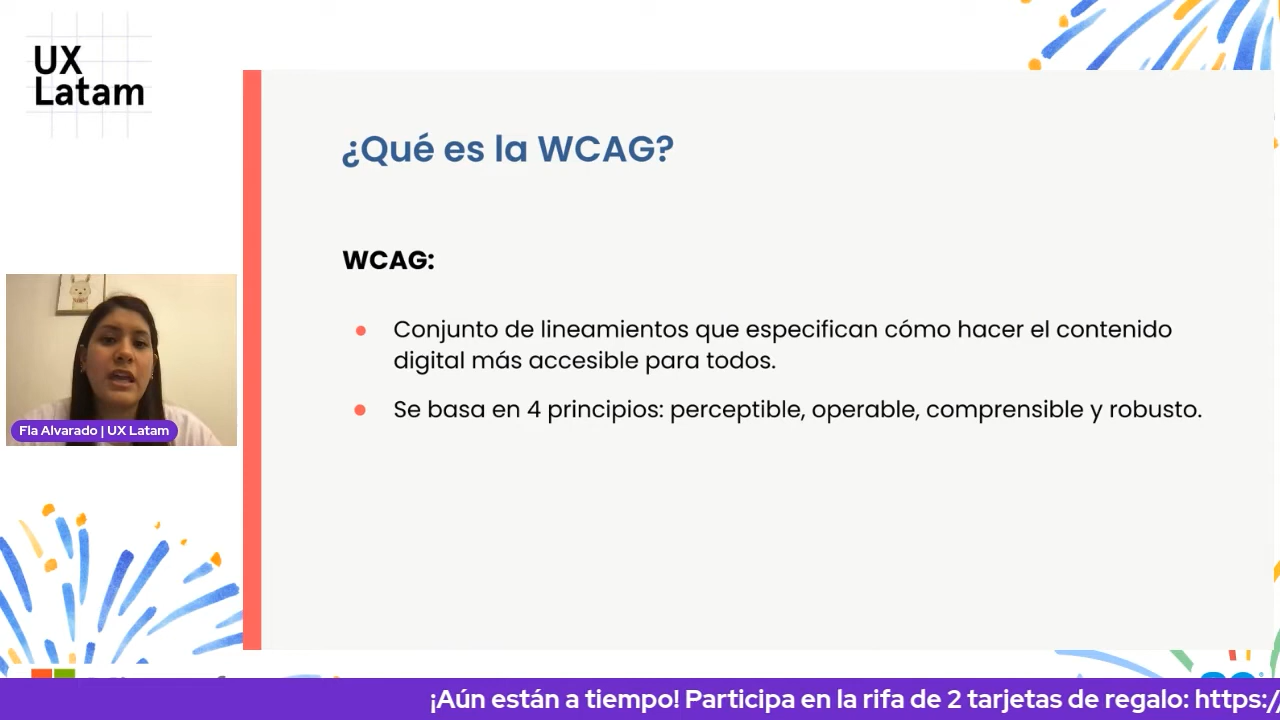 UX
Latam
¿Qué es la WCAG?
WCAG:
Conjunto de lineamientos que especifican cómo hacer el contenido
digital más accesible para todos.
Se basa en 4 principios: perceptible, operable, comprensible y robusto.
Fla Alvarado | UX Latam
¡Aún están a tiempo! Participa en la rifa de 2 tarjetas de regalo: https:/